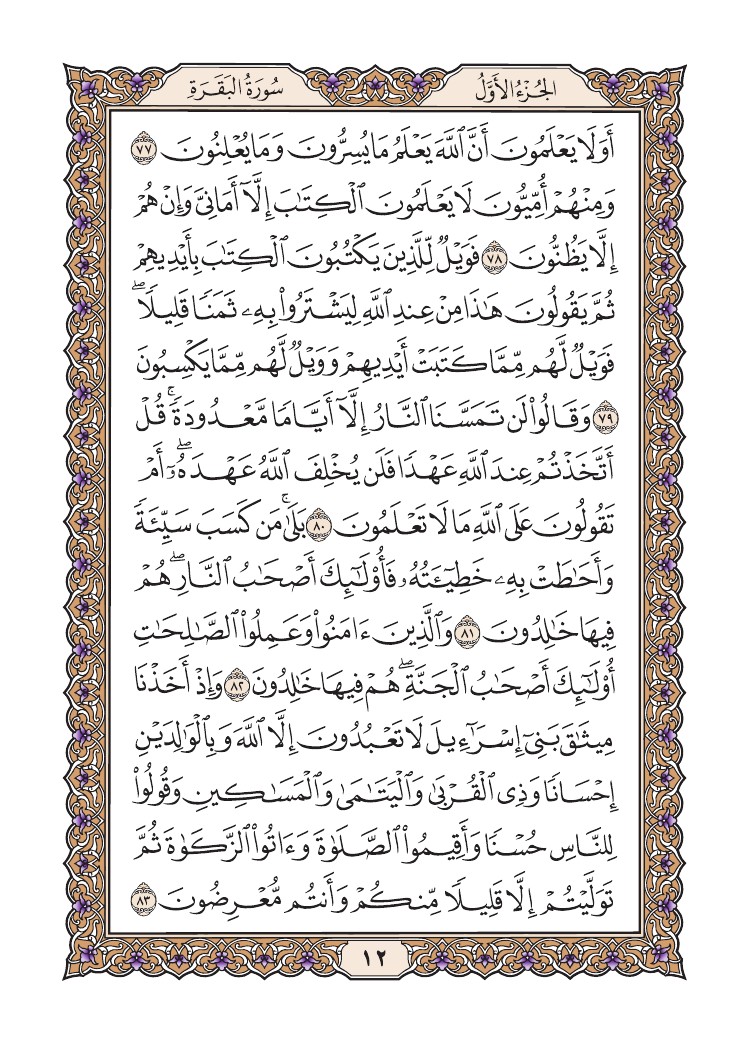 الجُزْءُ الأَوَّلُ
سُورَةُ البَقَرَةِ
أَوَلَا يَعْلَمُونَ أَنَّ ٱللَّهَ يَعْلَمُ مَا يُسِرُّونَ وَمَا يُعْلِنُونَ ٧٧
وَمِنْهُمْ أُمِّيُّونَ لَا يَعْلَمُونَ ٱلْكِتَٰبَ إِلَّآ أَمَانِىَّ وَإِنْ هُمْ
إِلَّا يَظُنُّونَ ٧٨ فَوَيْلٌ لِّلَّذِينَ يَكْتُبُونَ ٱلْكِتَٰبَ بِأَيْدِيهِمْ
ثُمَّ يَقُولُونَ هَٰذَا مِنْ عِندِ ٱللَّهِ لِيَشْتَرُوا۟ بِهِۦ ثَمَنًا قَلِيلًا ۖ
فَوَيْلٌ لَّهُم مِّمَّا كَتَبَتْ أَيْدِيهِمْ وَوَيْلٌ لَّهُم مِّمَّا يَكْسِبُونَ
٧٩ وَقَالُوا۟ لَن تَمَسَّنَا ٱلنَّارُ إِلَّآ أَيَّامًا مَّعْدُودَةً ۚ قُلْ
أَتَّخَذْتُمْ عِندَ ٱللَّهِ عَهْدًا فَلَن يُخْلِفَ ٱللَّهُ عَهْدَهُۥٓ ۖ أَمْ
تَقُولُونَ عَلَى ٱللَّهِ مَا لَا تَعْلَمُونَ ٨٠ بَلَىٰ ۚ مَن كَسَبَ سَيِّئَةً
وَأَحَٰطَتْ بِهِۦ خَطِيٓـَٔتُهُۥ فَأُو۟لَٰٓئِكَ أَصْحَٰبُ ٱلنَّارِ ۖ هُمْ
فِيهَا خَٰلِدُونَ ٨١ وَٱلَّذِينَ ءَامَنُوا۟ وَعَمِلُوا۟ ٱلصَّٰلِحَٰتِ
أُو۟لَٰٓئِكَ أَصْحَٰبُ ٱلْجَنَّةِ ۖ هُمْ فِيهَا خَٰلِدُونَ ٨٢ وَإِذْ أَخَذْنَا
مِيثَٰقَ بَنِىٓ إِسْرَٰٓءِيلَ لَا تَعْبُدُونَ إِلَّا ٱللَّهَ وَبِٱلْوَٰلِدَيْنِ
إِحْسَانًا وَذِى ٱلْقُرْبَىٰ وَٱلْيَتَٰمَىٰ وَٱلْمَسَٰكِينِ وَقُولُوا۟
لِلنَّاسِ حُسْنًا وَأَقِيمُوا۟ ٱلصَّلَوٰةَ وَءَاتُوا۟ ٱلزَّكَوٰةَ ثُمَّ
تَوَلَّيْتُمْ إِلَّا قَلِيلًا مِّنكُمْ وَأَنتُم مُّعْرِضُونَ ٨٣
١٢